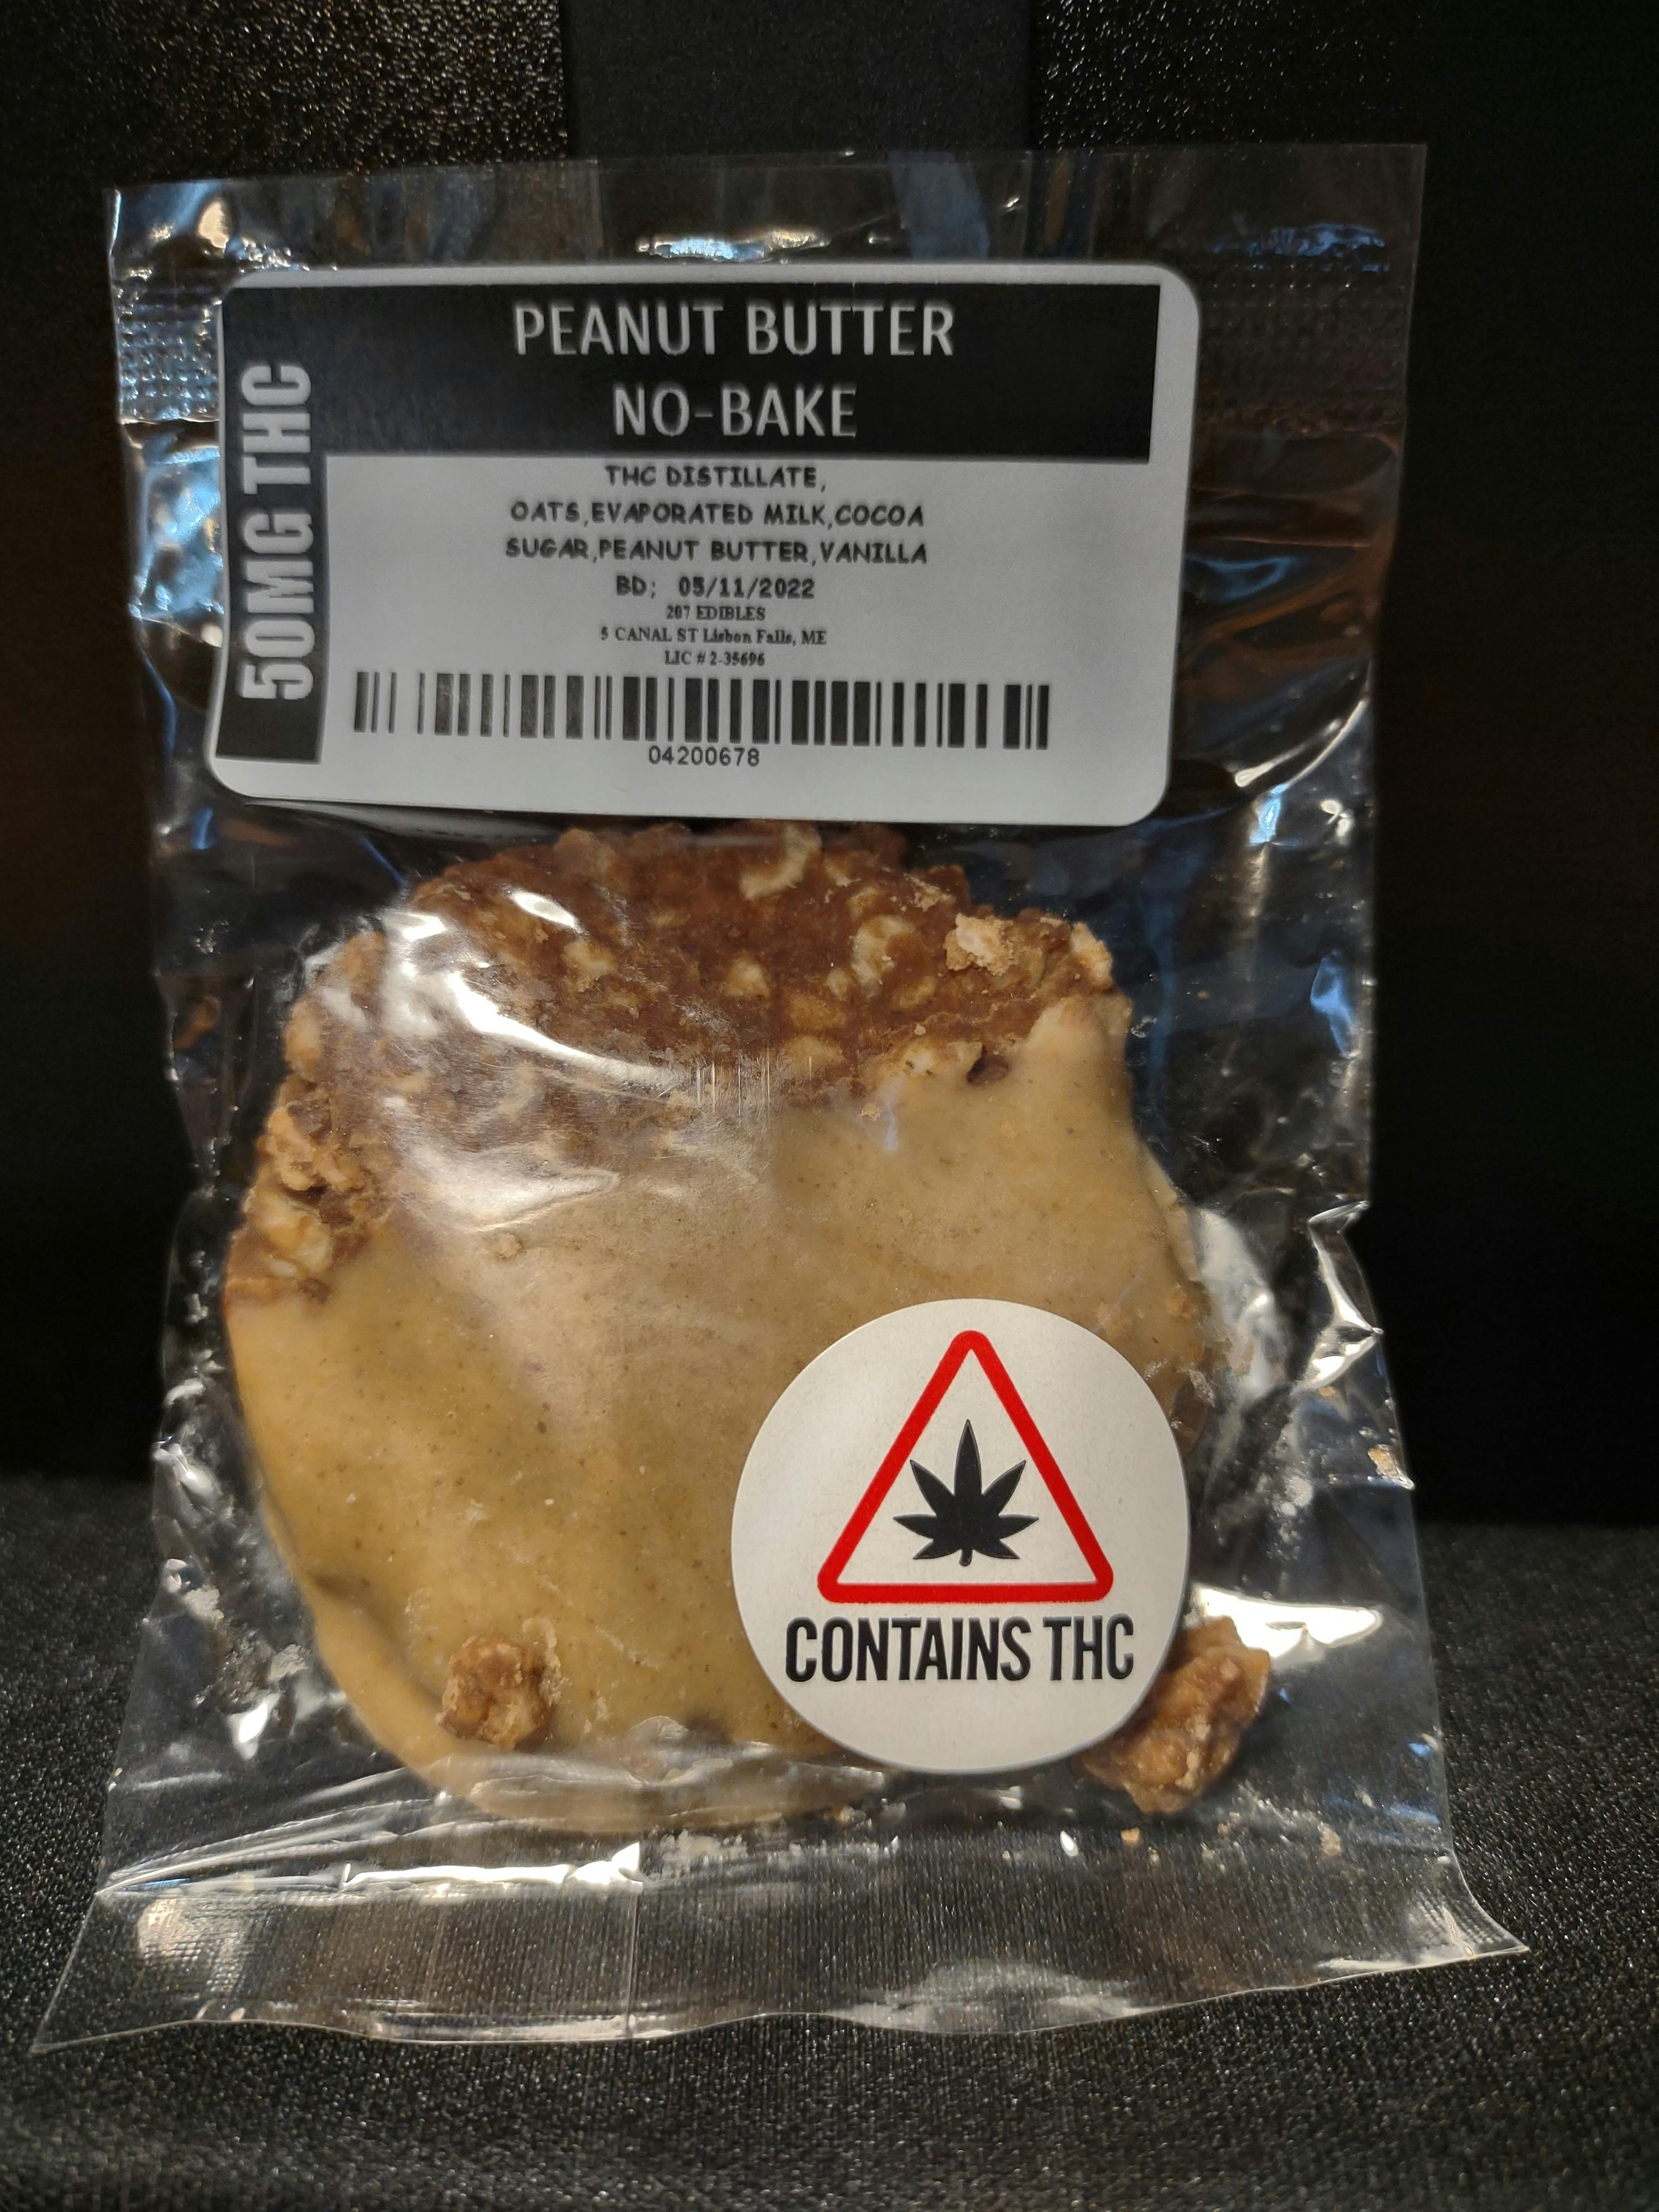 50MG THC
PEANUT BUTTER
NO-BAKE
THC DISTILLATE,
OATS,EVAPORATED MILK,COCOA
SUGAR,PEANUT BUTTER,VANILLA
BD; 05/11/2022
207 EDIBLES
5 CANAL ST Lisbon Falls, ME
LIC # 2-35696
04200678
CONTAINS THC